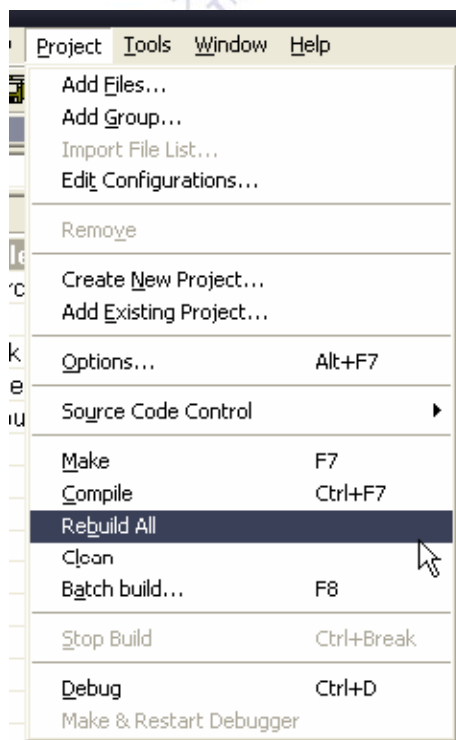 Project Tools Window Help
Add Files...
Add Group...
Import File List...
Edit Configurations...
Remove
Create New Project...
Add Existing Project...
Options... Alt+F7
Source Code Control
Make F7
Compile Ctrl+F7
Rebuild All
Clean
Batch build... F8
Stop Build Ctrl+Break
Debug Ctrl+D
Make & Restart Debugger